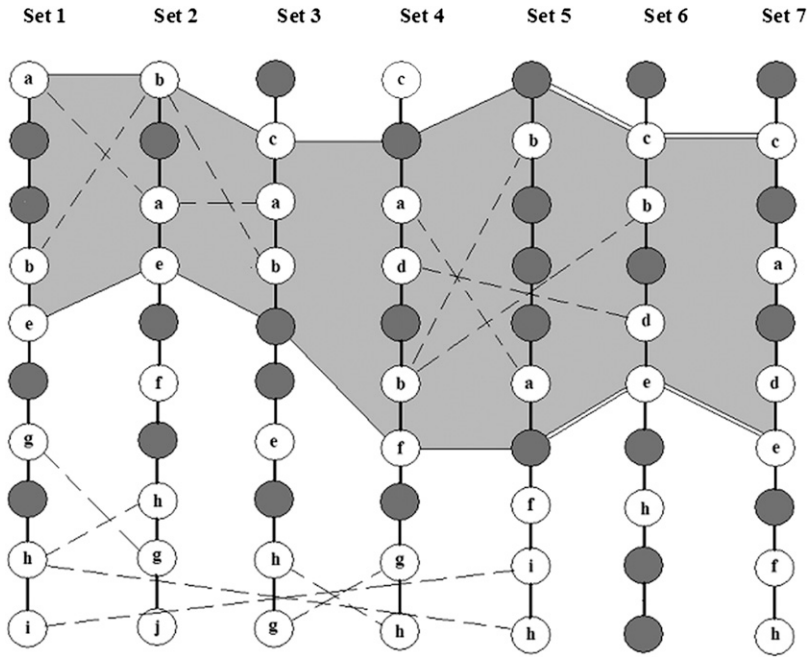 Set 1 Set 2 Set 3 Set 4 Set 5 Set 6 Set 7
a b c
c b c c
a a a b
b e b d a
e d
f b a e d
g e f e
h f h
h g h g i f
i j g h h h